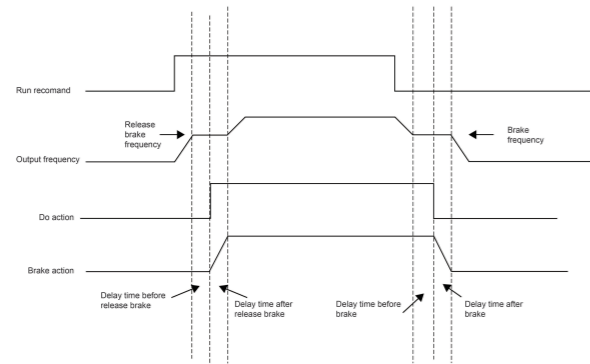 Run recomand
Release
brake
frequency
Brake
frequency
Output frequency
Do action
Brake action
Delay time before
release brake
Delay time after
release brake
Delay time before
brake
Delay time after
brake